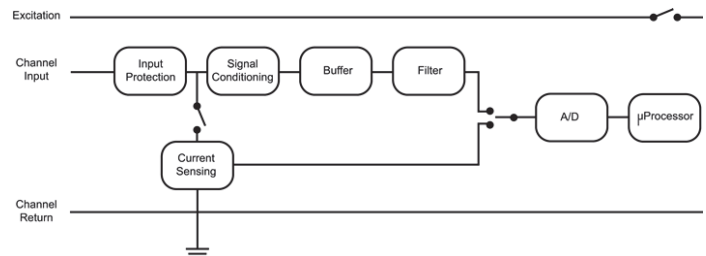 Excitation
Channel
Input
Input
Protection
Signal
Conditioning
Buffer
Filter
A/D
µProcessor
Current
Sensing
Channel
Return